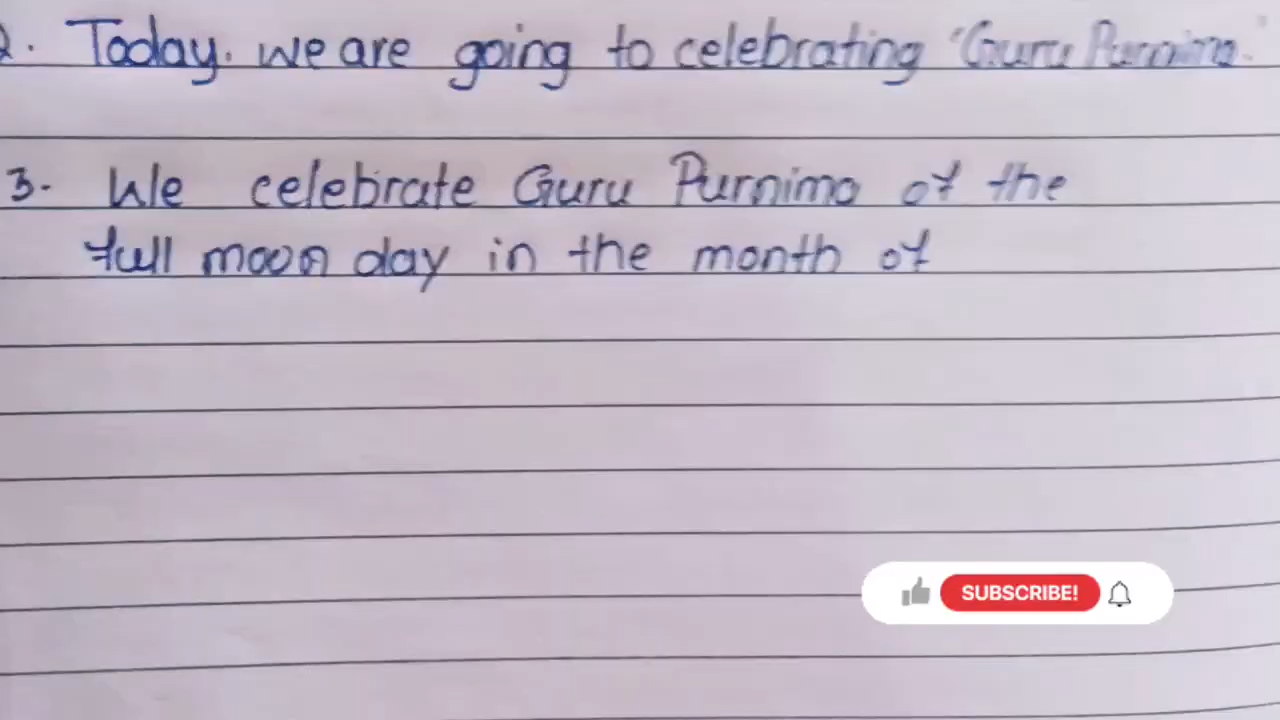 2. Today. we are going to celebrating "Guru Purnima."
3. We celebrate Guru Purnima of the
full moon day in the month of
SUBSCRIBE!